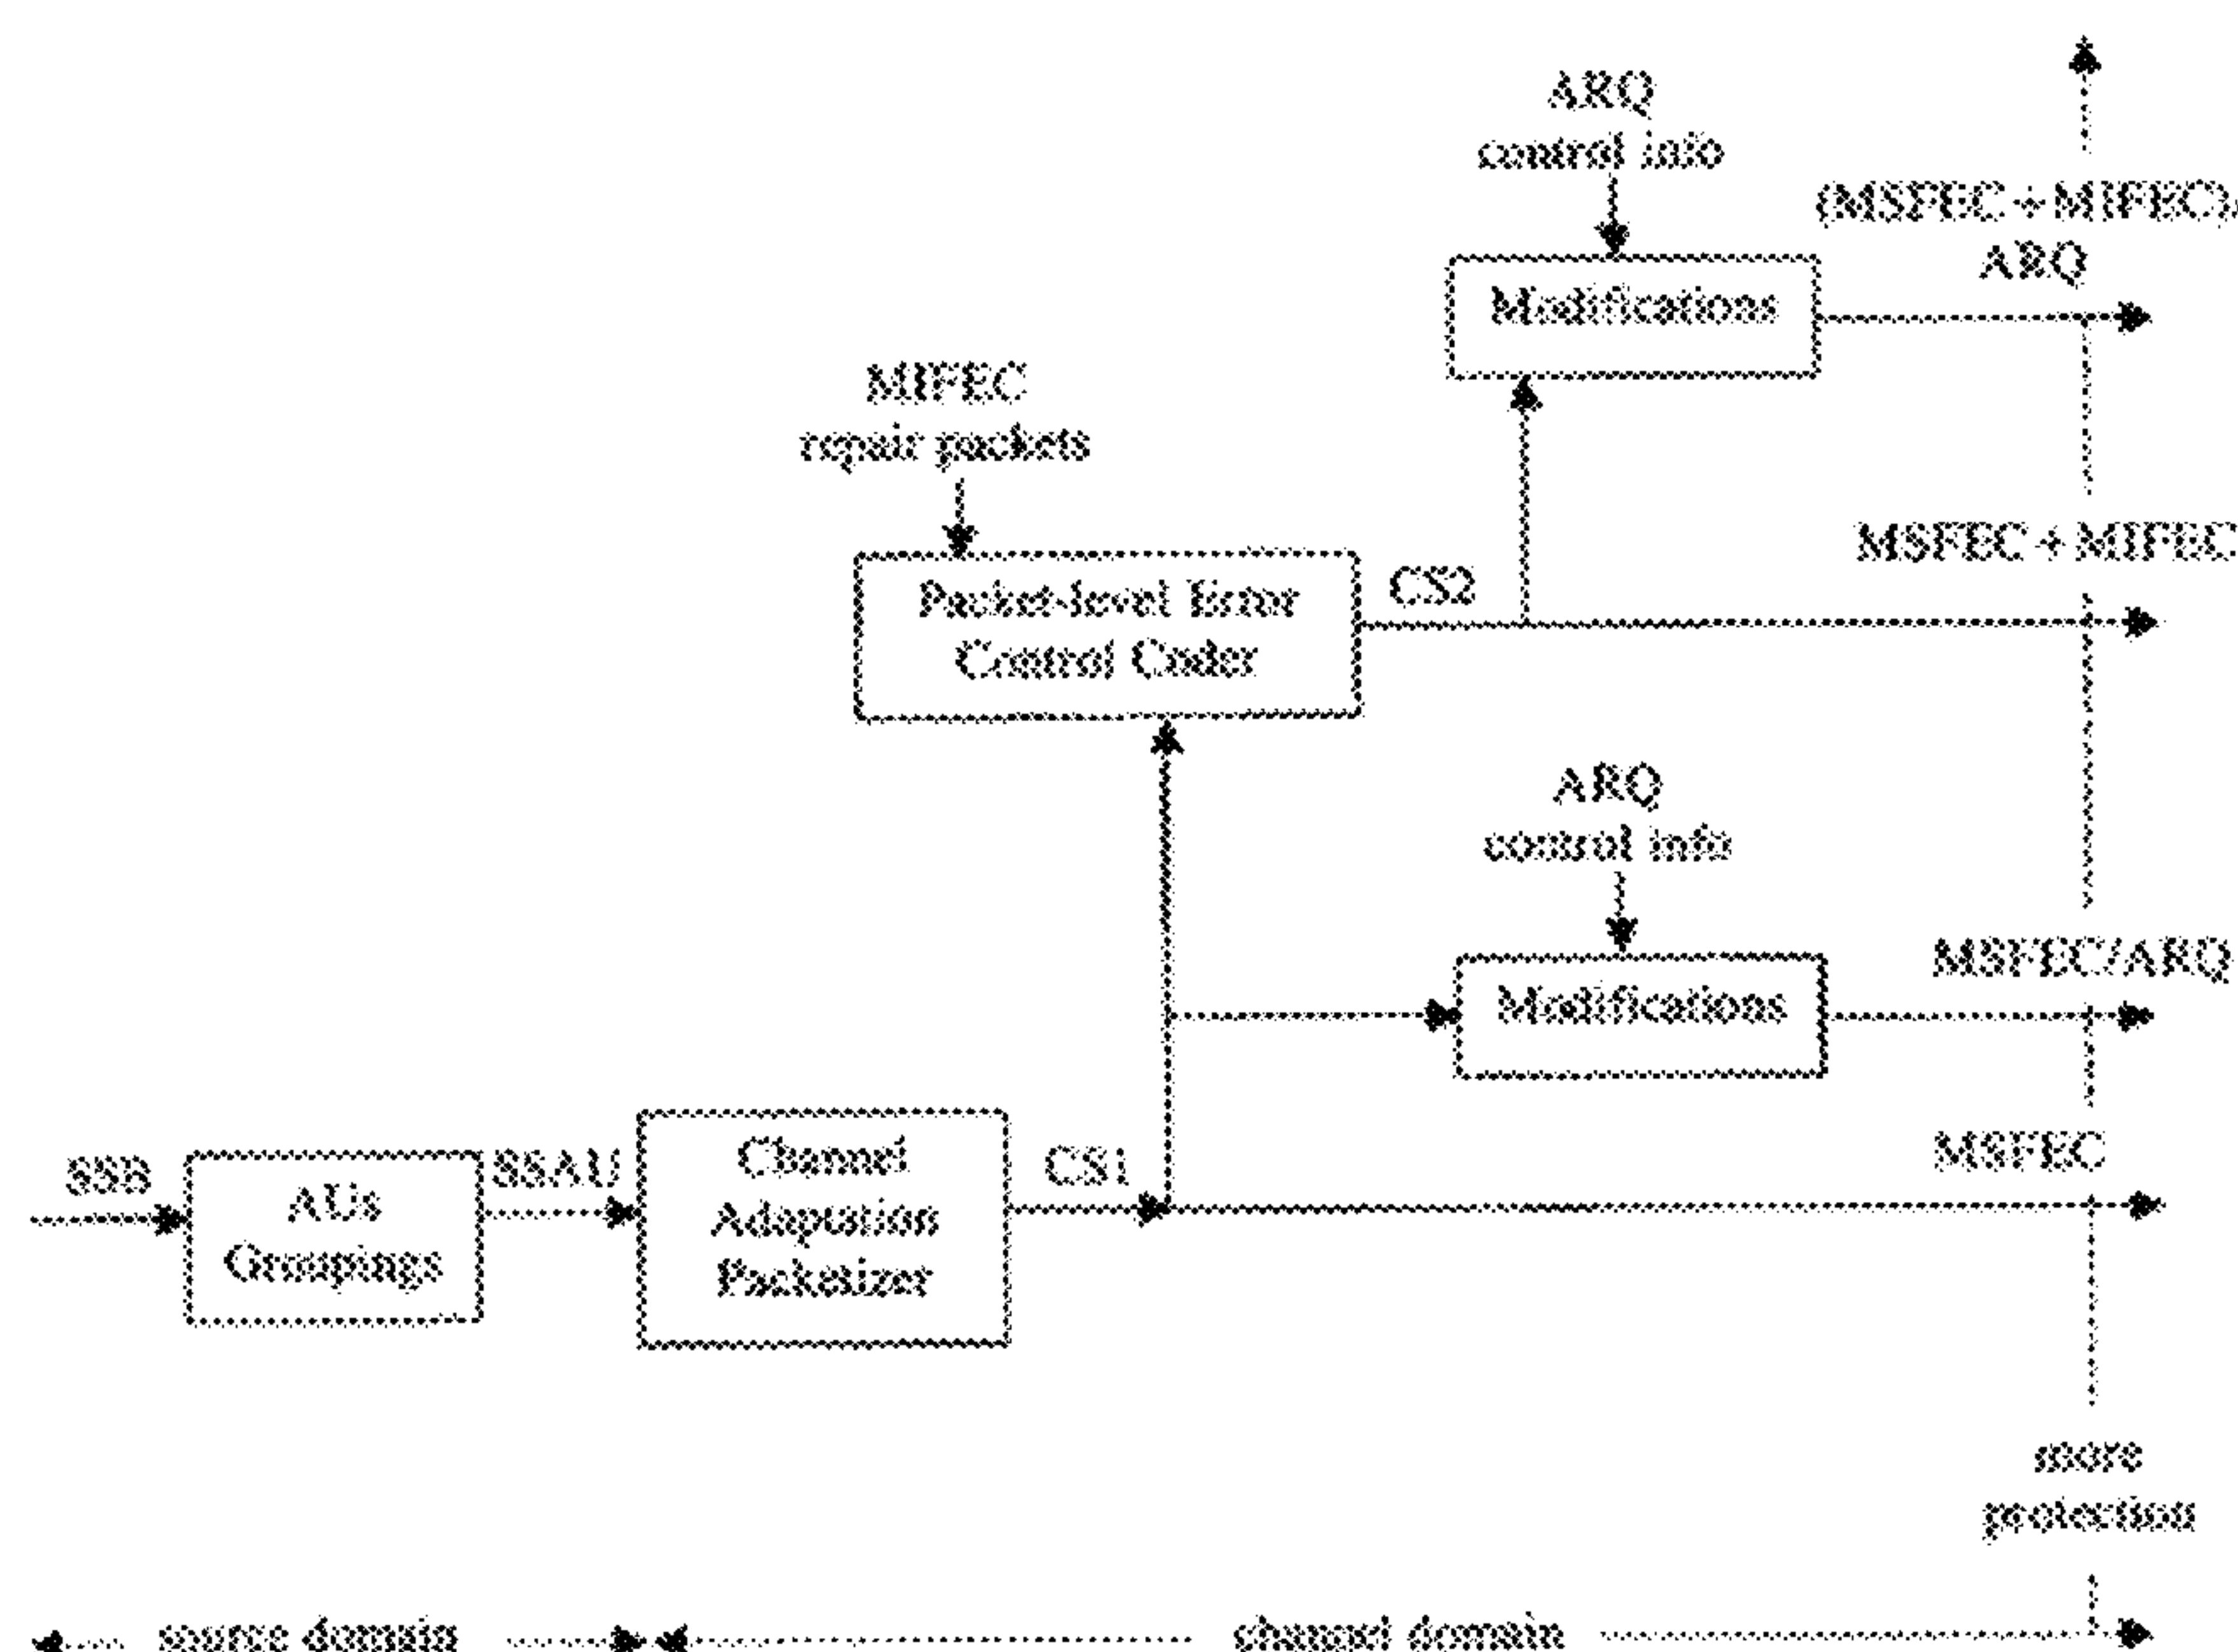 ARQ
control info
(MSFEC + MIFEC)/
ARQ
Modifications
MIFEC
repair packets
MSFEC + MIFEC
Packet-level Error
Control Coder
CS2
ARQ
control info
MSFEC/ARQ
Modifications
MSFEC
SSB
AUs
Groupings
SSAU
Channel
Adaptation
Packetizer
CS1
more
protection
source domain
channel domain